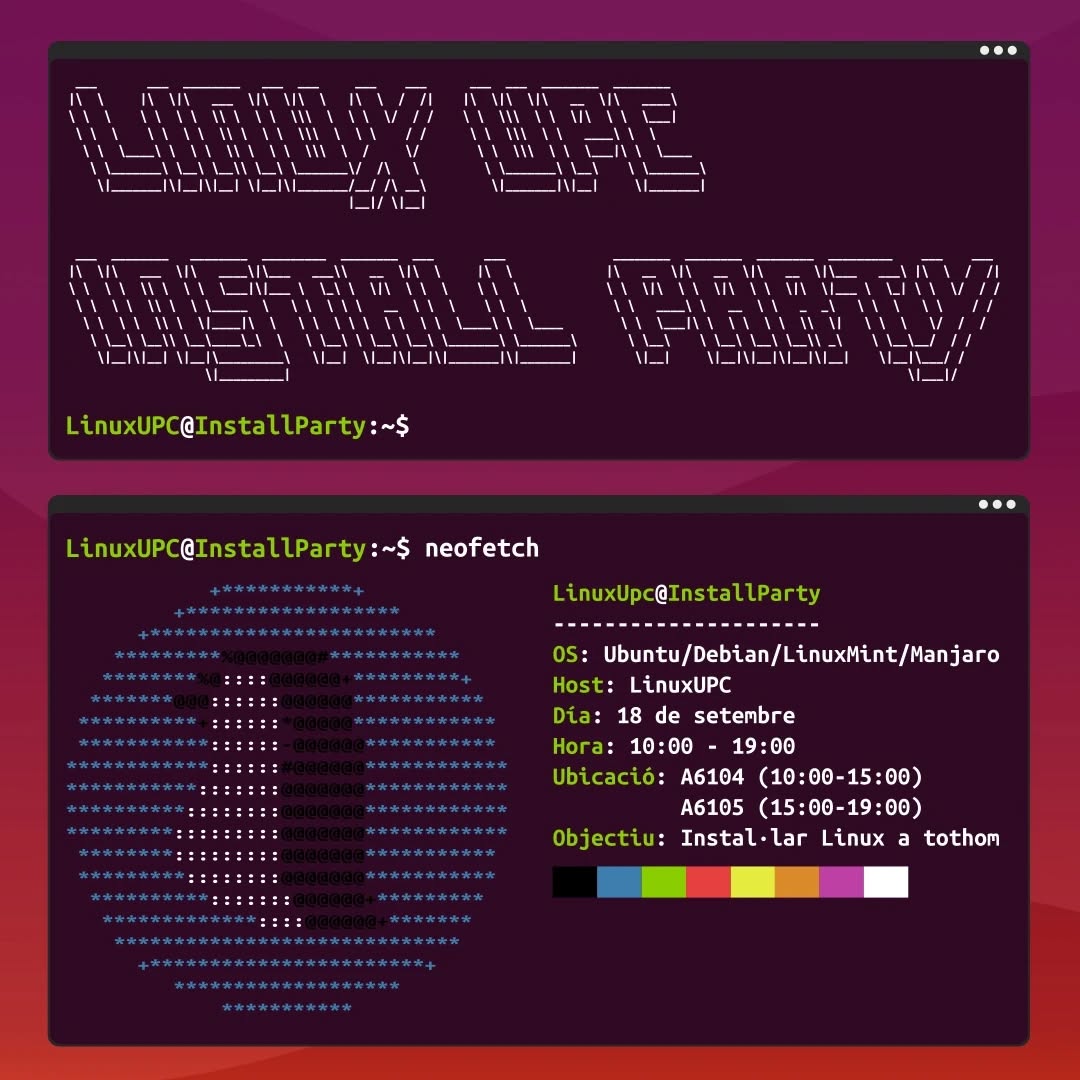 LINUX UPC
INSTALL PARTY
LinuxUPC@InstallParty:~$
LinuxUPC@InstallParty:~$ neofetch
LinuxUpc@InstallParty
---------------------
OS: Ubuntu/Debian/LinuxMint/Manjaro
Host: LinuxUPC
Día: 18 de setembre
Hora: 10:00 - 19:00
Ubicació: A6104 (10:00-15:00)
A6105 (15:00-19:00)
Objectiu: Instal·lar Linux a tothom